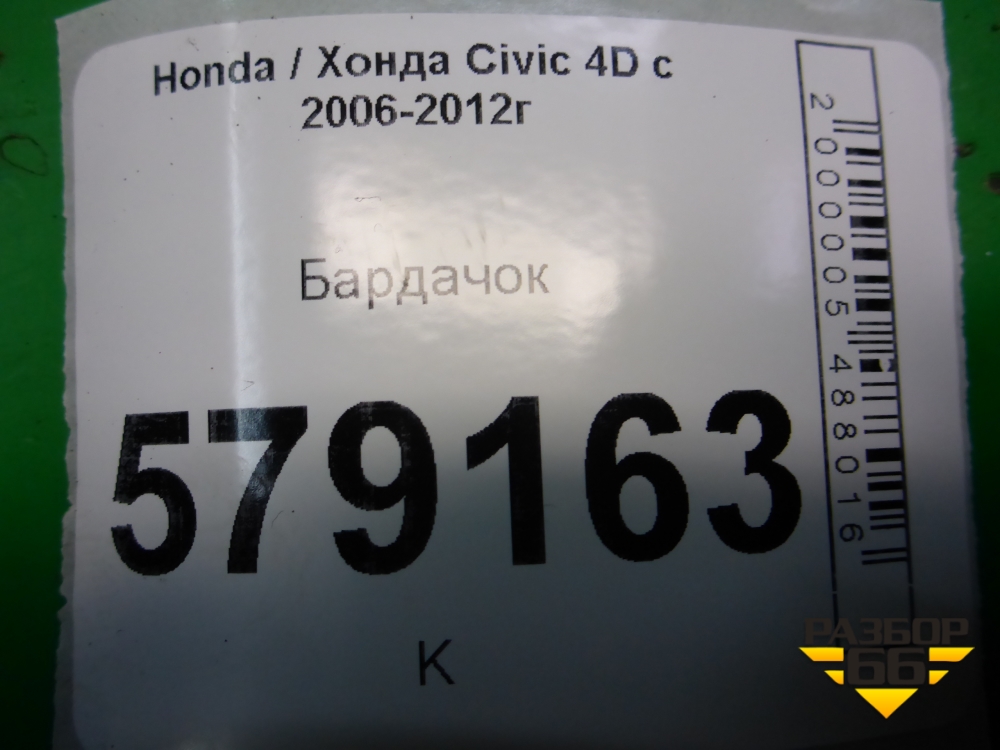 Honda / Хонда Civic 4D с
2006-2012г
Бардачок
579163
К
2000005488016
РАЗБОР
66